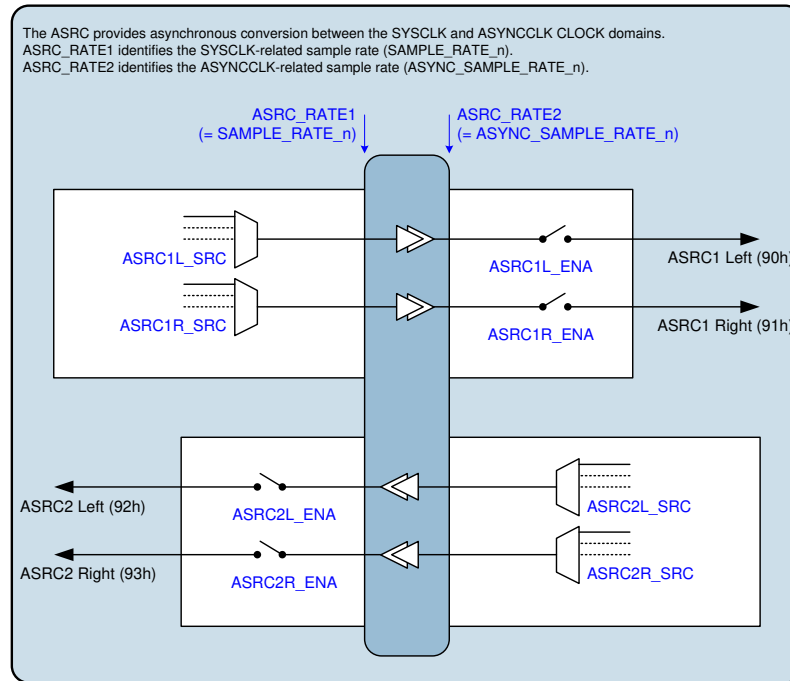 The ASRC provides asynchronous conversion between the SYSCLK and ASYNCCLK CLOCK domains.
ASRC_RATE1 identifies the SYSCLK-related sample rate (SAMPLE_RATE_n).
ASRC_RATE2 identifies the ASYNCCLK-related sample rate (ASYNC_SAMPLE_RATE_n).
ASRC_RATE1
(= SAMPLE_RATE_n)
ASRC_RATE2
(= ASYNC_SAMPLE_RATE_n)
ASRC1L_SRC
ASRC1L_ENA
ASRC1 Left (90h)
ASRC1R_SRC
ASRC1R_ENA
ASRC1 Right (91h)
ASRC2 Left (92h)
ASRC2L_ENA
ASRC2L_SRC
ASRC2 Right (93h)
ASRC2R_ENA
ASRC2R_SRC